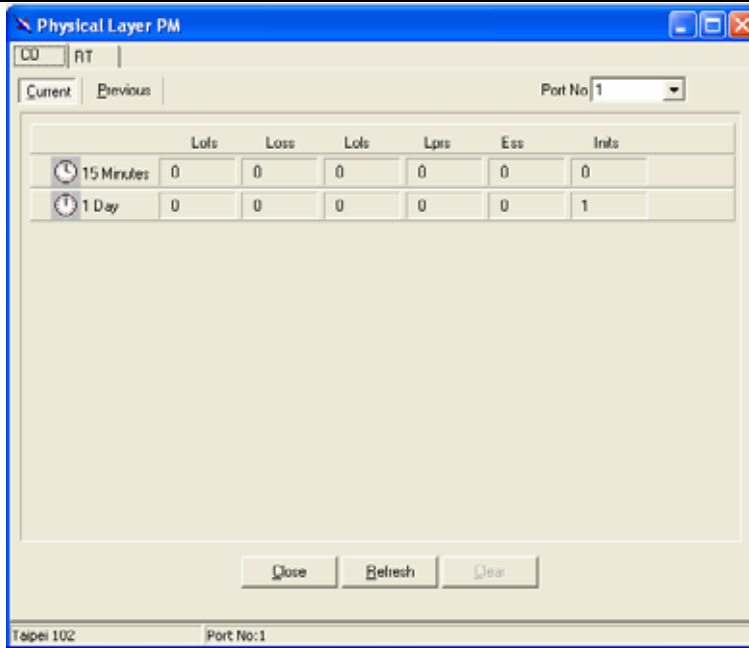 Physical Layer PM
CO RT
Current Previous Port No 1
Lofs Loss Lols Lprs Ess Inits
15 Minutes 0 0 0 0 0 0
1 Day 0 0 0 0 0 1
Close Refresh Clear
Taipei 102 Port No:1